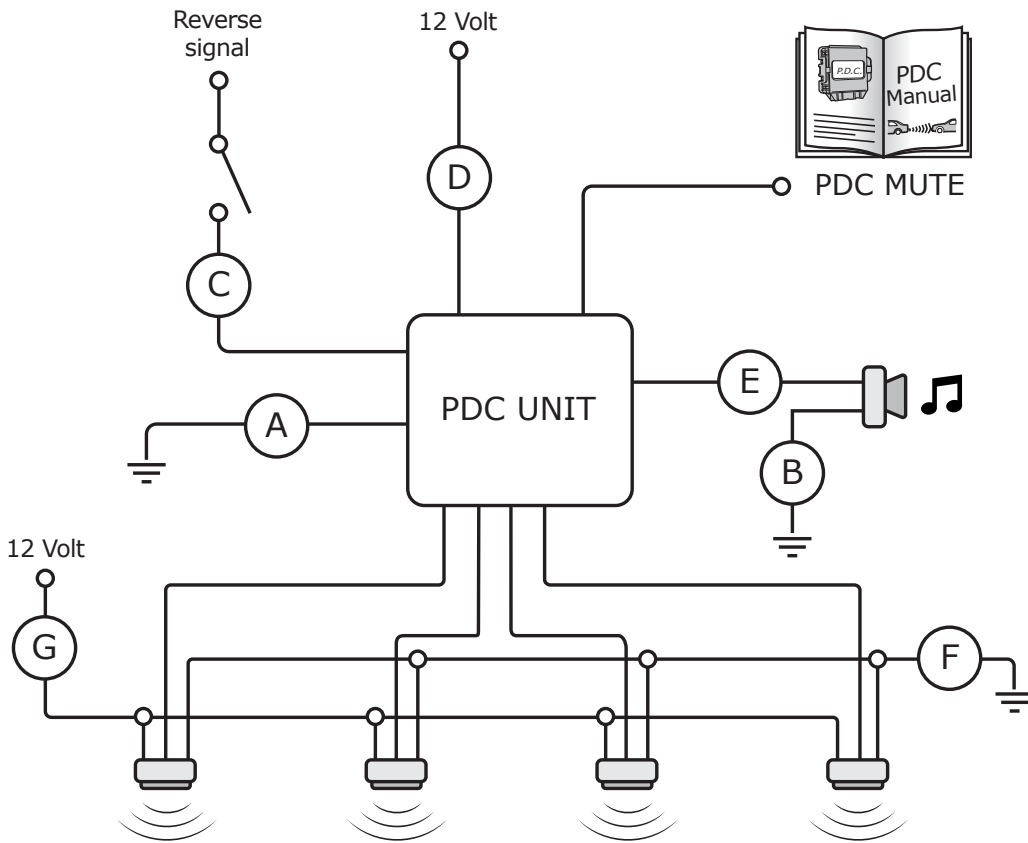 Reverse
signal
12 Volt
P.D.C.
PDC
Manual
PDC MUTE
D
C
E
PDC UNIT
A
B
12 Volt
G
F